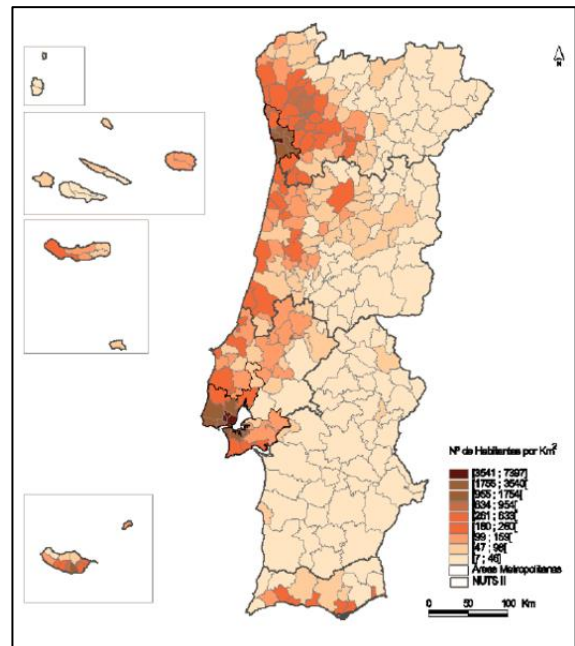 N
Nº de Habitantes por Km²
[3541 ; 7397]
[1755 ; 3540[
[955 ; 1754[
[634 ; 954[
[261 ; 633[
[160 ; 260[
[99 ; 159[
[47 ; 98[
[7 ; 46[
Áreas Metropolitanas
NUTS II
0 50 100 Km